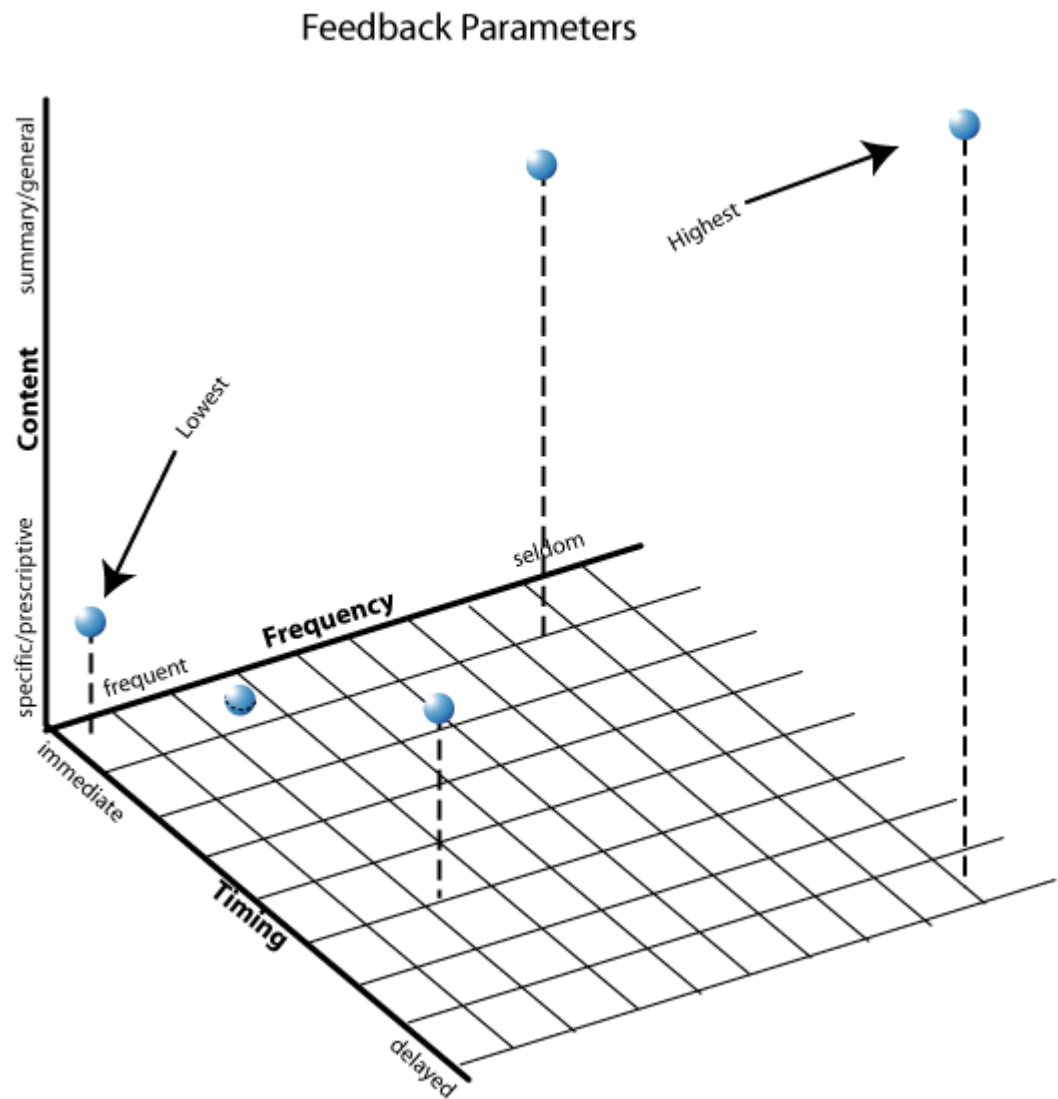 Feedback Parameters
summary/general
Content
specific/prescriptive
Highest
Lowest
seldom
Frequency
frequent
immediate
Timing
delayed